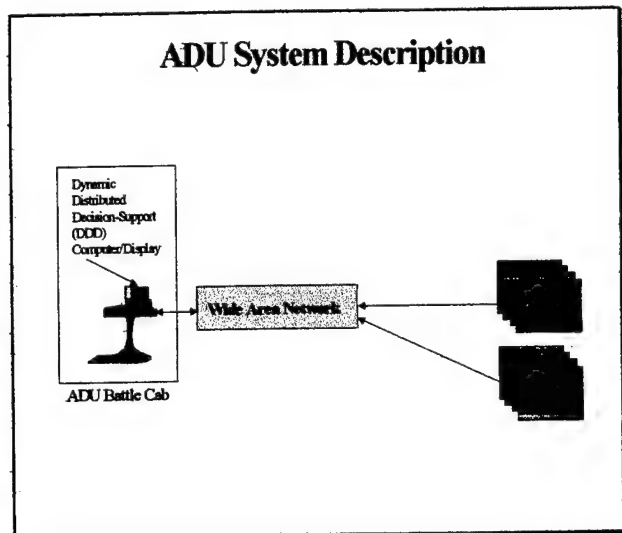 ADU System Description
Dynamic
Distributed
Decision-Support
(DDD)
Computer/Display
Wide Area Network
ADU Battle Cab